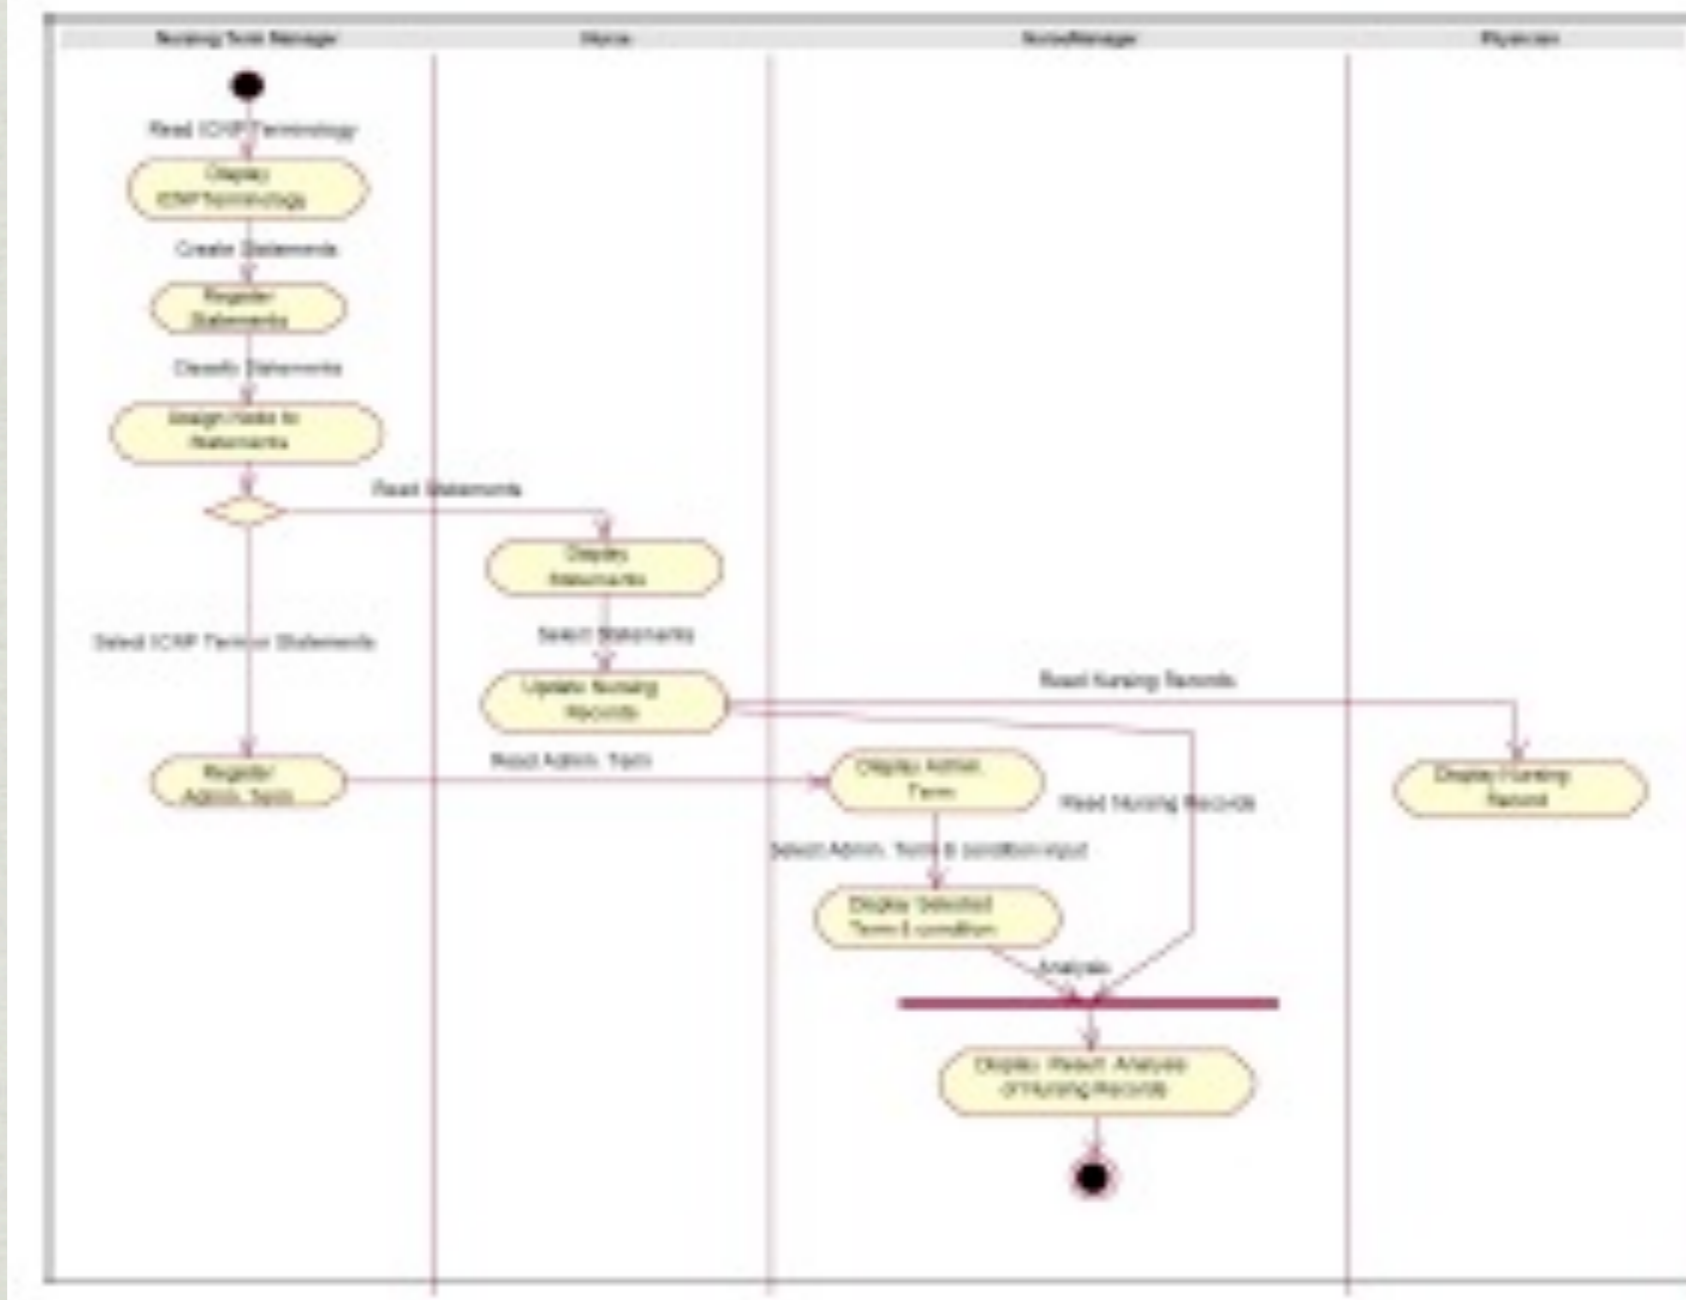 Nursing Term Manager
Nurse
NurseManager
Physician
Read ICNP Terminology
Display
ICNP Terminology
Create Statements
Register
Statements
Classify Statements
Assign Node to
Statements
Read Statements
Display
Statements
Select ICNP Term or Statements
Select Statements
Update Nursing
Records
Read Nursing Records
Register
Admin. Term
Read Admin. Term
Display Admin.
Term
Read Nursing Records
Display Nursing
Record
Select Admin. Term & condition input
Display Selected
Term & condition
Analysis
Display Result Analysis
of Nursing Records